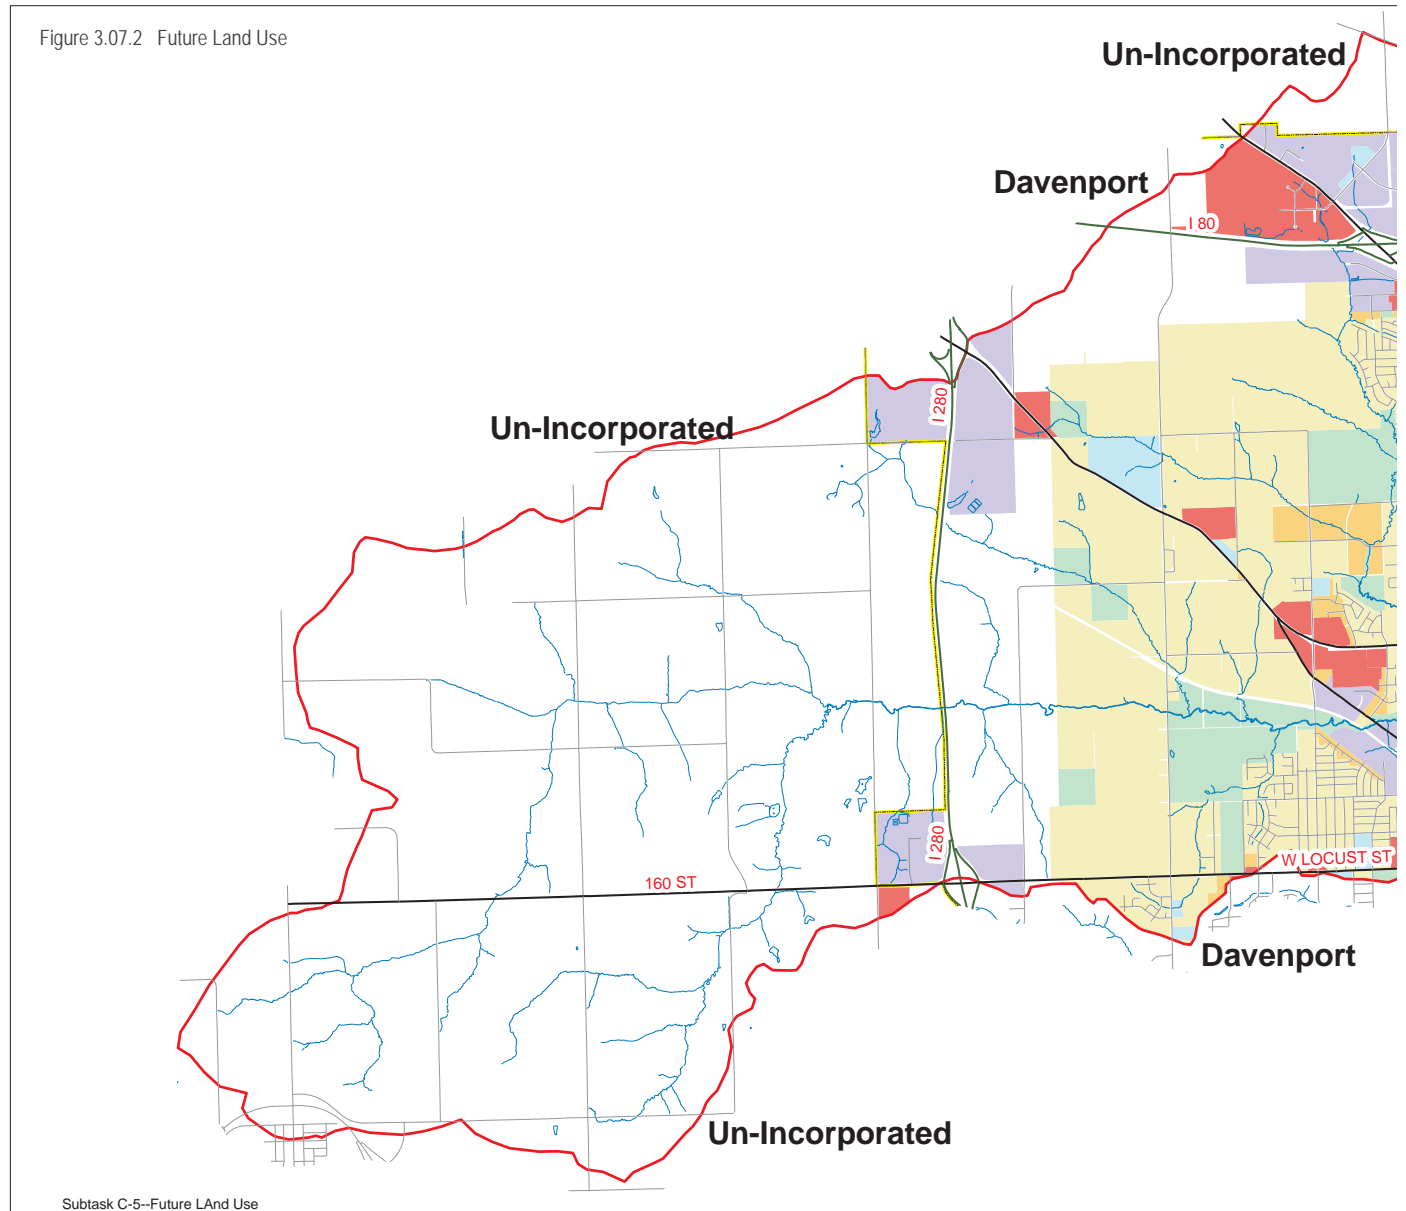 Figure 3.07.2 Future Land Use
Un-Incorporated
Davenport
I 80
I 280
Un-Incorporated
I 280
W LOCUST ST
160 ST
Davenport
Un-Incorporated
Subtask C-5--Future LAnd Use